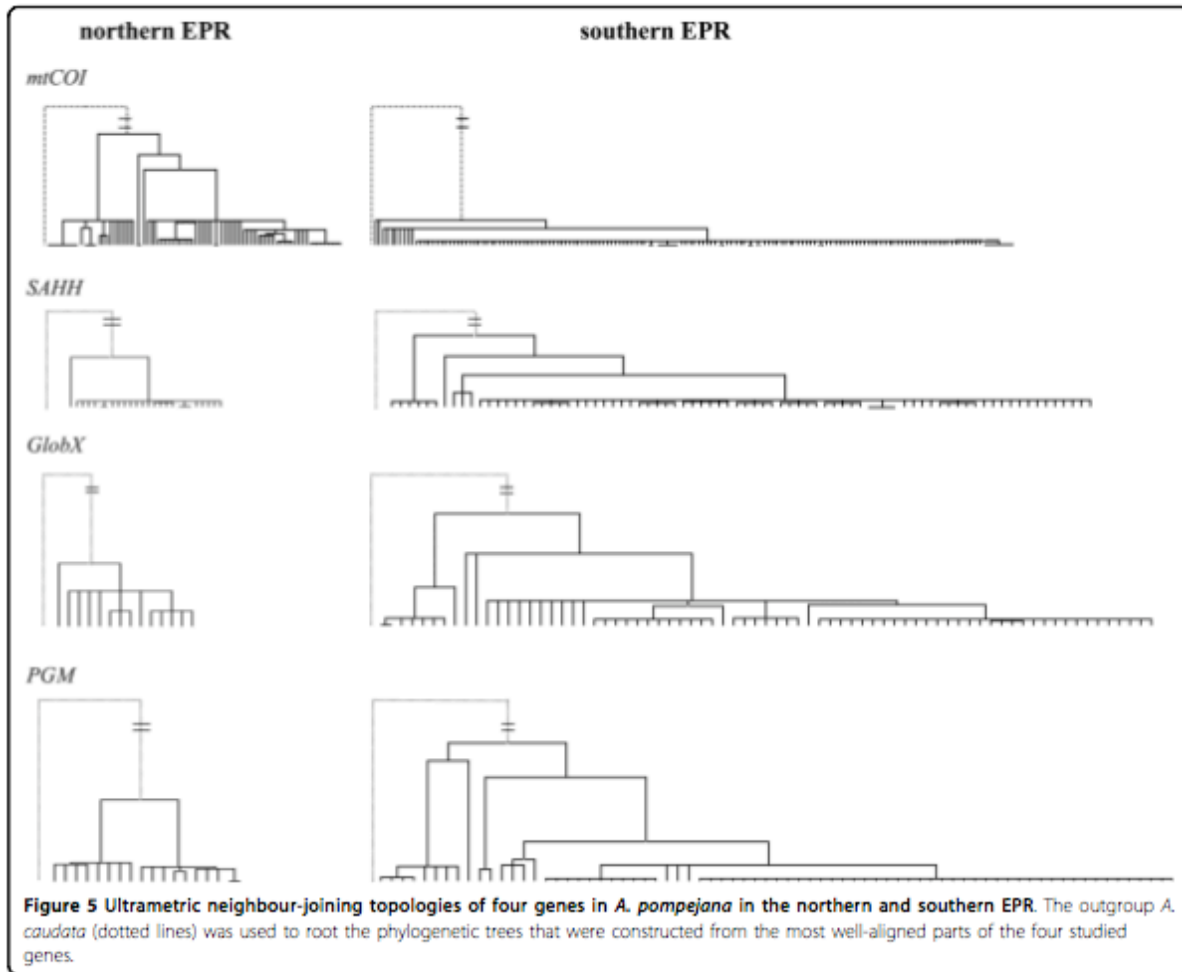 northern EPR
southern EPR
mtCOI
SAHH
GlobX
PGM
Figure 5 Ultrametric neighbour-joining topologies of four genes in A. pompejana in the northern and southern EPR. The outgroup A.
caudata (dotted lines) was used to root the phylogenetic trees that were constructed from the most well-aligned parts of the four studied
genes.